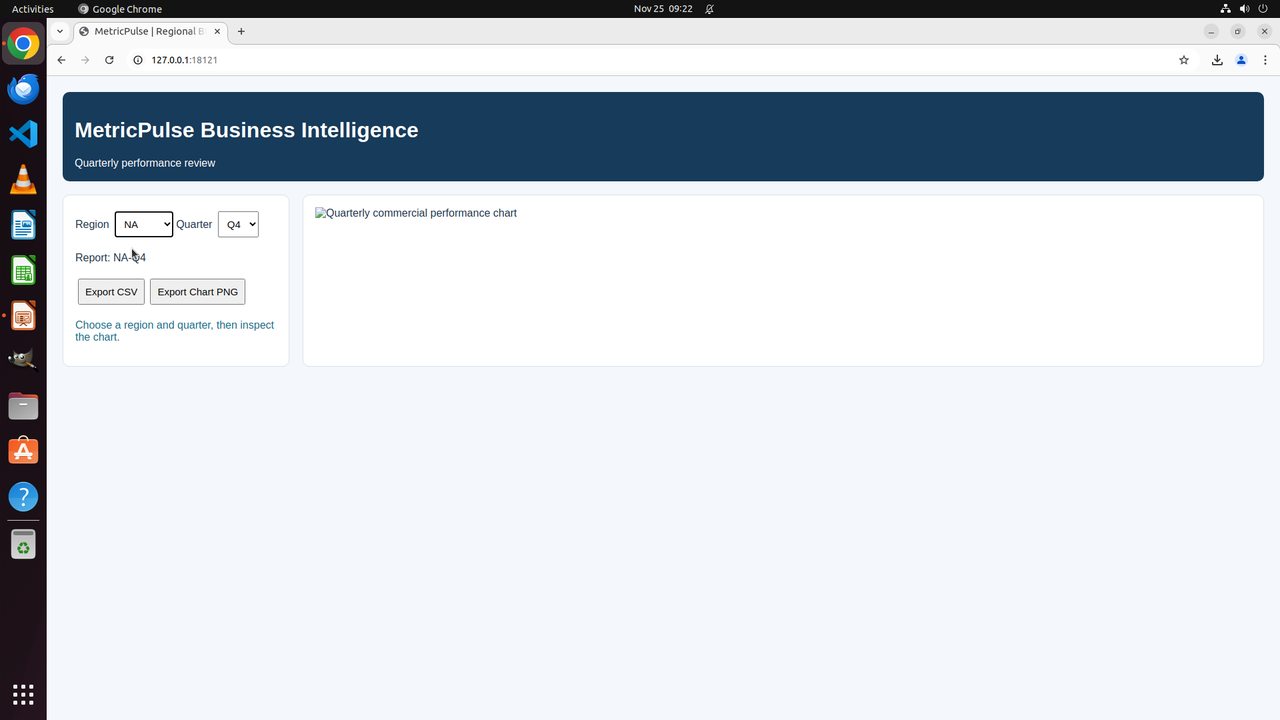 Activities
Google Chrome
Nov 25 09:22
MetricPulse | Regional B
127.0.0.1:18121
MetricPulse Business Intelligence
Quarterly performance review
Region NA Quarter Q4
Report: NA-Q4
Export CSV Export Chart PNG
Choose a region and quarter, then inspect
the chart.
Quarterly commercial performance chart